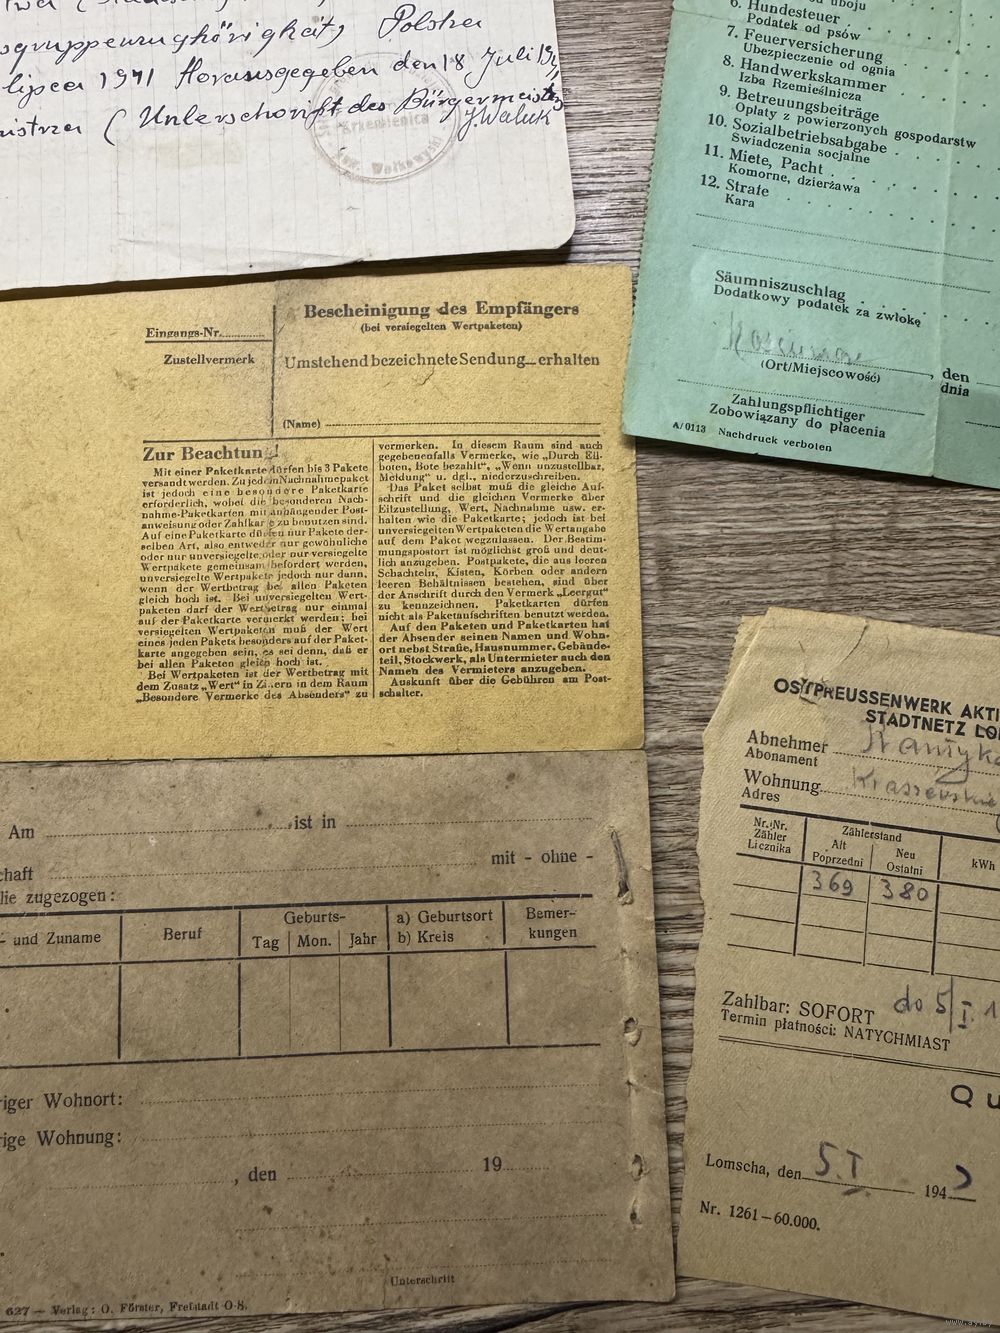 lipca 1941 Herausgegeben den 18 Juli 1941
(Unterschrift des Bürgermeisters
J. Waluk
Krzemienica
pow. Wołkowyski
6. Hundesteuer
Podatek od psów
7. Feuerversicherung
Ubezpieczenie od ognia
8. Handwerkskammer
Izba Rzemieślnicza
9. Betreuungsbeiträge
Opłaty z powierzonych gospodarstw
10. Sozialbetriebsabgabe
Świadczenia socjalne
11. Miete, Pacht
Komorne, dzierżawa
12. Strafe
Kara
Säumniszuschlag
Dodatkowy podatek za zwłokę
(Ort/Miejscowość)
, den
dnia
Zahlungspflichtiger
Zobowiązany do płacenia
A/0113 Nachdruck verboten
Eingangs-Nr.
Zustellvermerk
Bescheinigung des Empfängers
(bei versiegelten Wertpaketen)
Umstehend bezeichnete Sendung erhalten
(Name)
Zur Beachtung!
Mit einer Paketkarte dürfen bis 3 Pakete
versandt werden. Zu jedem Nachnahmepaket
ist jedoch eine besondere Paketkarte
erforderlich, wobei die besonderen Nach-
nahme-Paketkarten mit anhängender Post-
anweisung oder Zahlkarte zu benutzen sind.
Auf eine Paketkarte dürfen nur Pakete der-
selben Art, also entweder nur gewöhnliche
oder nur unversiegelte oder nur versiegelte
Wertpakete gemeinsam befördert werden,
unversiegelte Wertpakete jedoch nur dann,
wenn der Wertbetrag bei allen Paketen
gleich hoch ist. Bei unversiegelten Wert-
paketen darf der Wertbetrag nur einmal
auf der Paketkarte vermerkt werden; bei
versiegelten Wertpaketen muß der Wert
eines jeden Pakets besonders auf der Paket-
karte angegeben sein, es sei denn, daß er
bei allen Paketen gleich hoch ist.
Bei Wertpaketen ist der Wertbetrag mit
dem Zusatz „Wert“ in Ziffern in dem Raum
„Besondere Vermerke des Absenders“ zu
vermerken. In diesem Raum sind auch
gegebenenfalls Vermerke, wie „Durch Eil-
boten, Bote bezahlt“, „Wenn unzustellbar,
Meldung“ u. dgl., niederzuschreiben.
Das Paket selbst muß die gleiche Auf-
schrift und die gleichen Vermerke über
Eilzustellung, Wert, Nachnahme usw. er-
halten wie die Paketkarte; jedoch ist bei
unversiegelten Wertpaketen die Wertangabe
auf dem Paket wegzulassen. Der Bestim-
mungspostort ist möglichst groß und deut-
lich anzugeben. Postpakete, die aus leeren
Schachteln, Kisten, Körben oder andern
leeren Behältnissen bestehen, sind über
der Anschrift durch den Vermerk „Leergut“
zu kennzeichnen. Paketkarten dürfen
nicht als Paketaufschriften benutzt werden.
Auf den Paketen und Paketkarten hat
der Absender seinen Namen und Wohn-
ort nebst Straße, Hausnummer, Gebäude-
teil, Stockwerk, als Untermieter auch den
Namen des Vermieters anzugeben.
Auskunft über die Gebühren am Post-
schalter.
Am ist in
chaft mit - ohne -
lie zugezogen:
- und Zuname
Beruf
Geburts-
Tag Mon. Jahr
a) Geburtsort
b) Kreis
Bemer-
kungen
riger Wohnort:
rige Wohnung:
, den 19
Unterschrift
627 — Verlag: O. Förster, Freistadt O-S.
OSTPREUSSENWERK AKTI
STADTNETZ LO
Abnehmer
Abonament
Wohnung
Adres
Nr. Nr.
Zähler
Licznika
Zählerstand
Alt
Poprzedni
Neu
Ostatni
kWh
369 380
Zahlbar: SOFORT do 5/I. 1
Termin płatności: NATYCHMIAST
Qu
Lomscha, den 5.I 194
Nr. 1261–60.000.